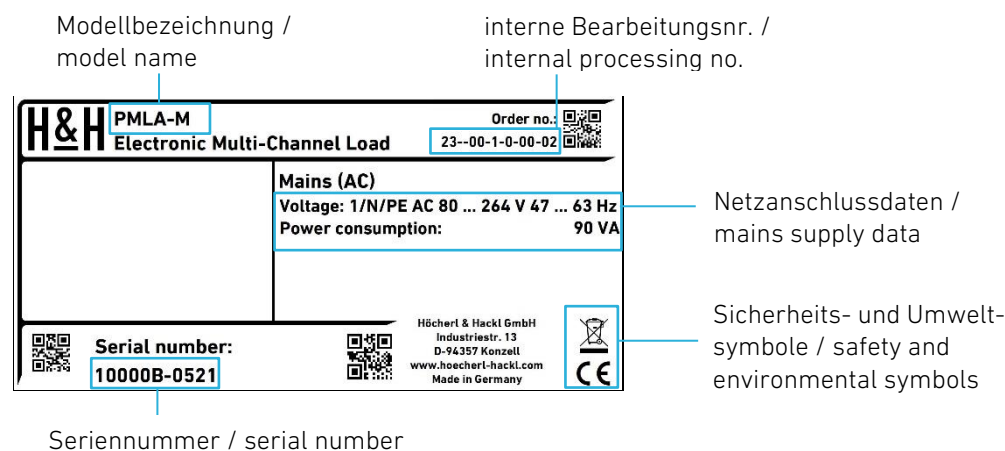 Modellbezeichnung /
model name
interne Bearbeitungsnr. /
internal processing no.
H&H
PMLA-M
Electronic Multi-Channel Load
Order no.:
23--00-1-0-00-02
Mains (AC)
Voltage: 1/N/PE AC 80 ... 264 V 47 ... 63 Hz
Power consumption: 90 VA
Netzanschlussdaten /
mains supply data
Serial number:
10000B-0521
Höcherl & Hackl GmbH
Industriestr. 13
D-94357 Konzell
www.hoecherl-hackl.com
Made in Germany
CE
Sicherheits- und Umwelt-
symbole / safety and
environmental symbols
Seriennummer / serial number